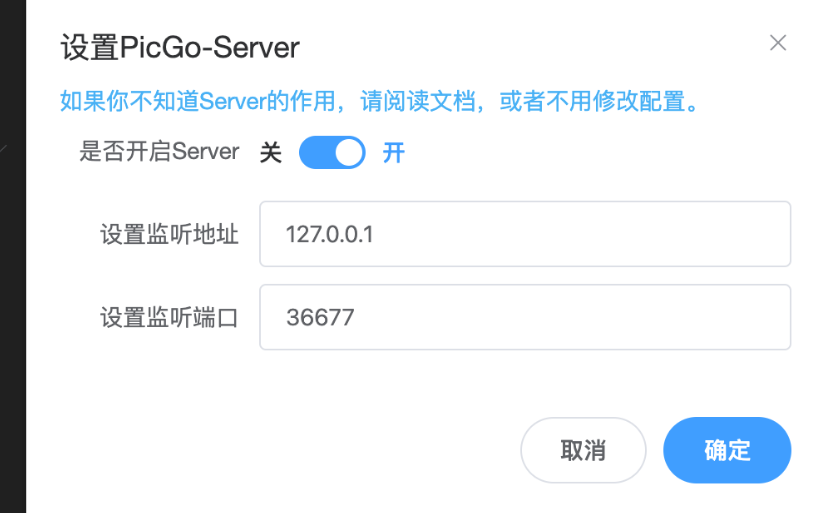 设置PicGo-Server
如果你不知道Server的作用，请阅读文档，或者不用修改配置。
是否开启Server 关 开
设置监听地址 127.0.0.1
设置监听端口 36677
取消 确定